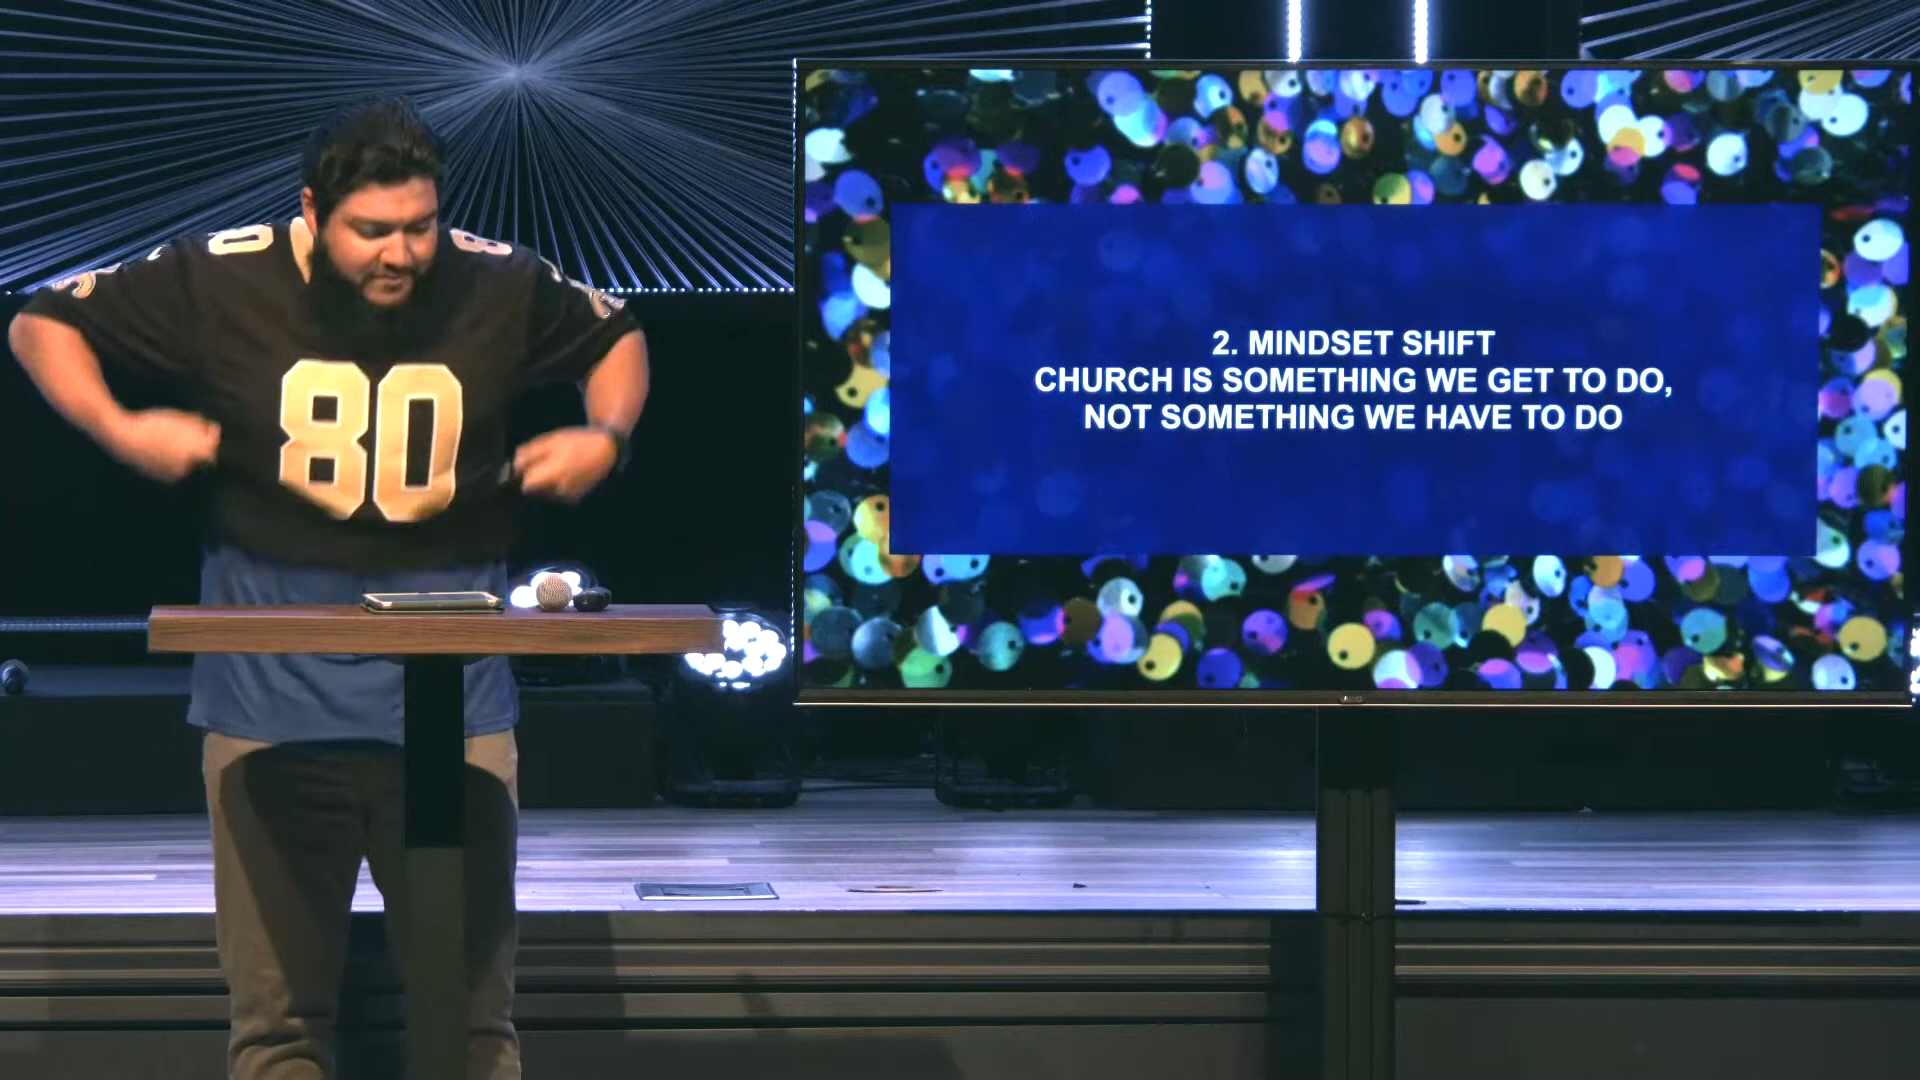 80
2. MINDSET SHIFT
CHURCH IS SOMETHING WE GET TO DO,
NOT SOMETHING WE HAVE TO DO